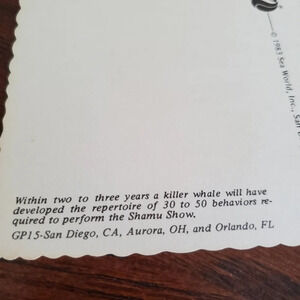 © 1983 Sea World, Inc., San
Within two to three years a killer whale will have
developed the repertoire of 30 to 50 behaviors re-
quired to perform the Shamu Show.
GP15-San Diego, CA, Aurora, OH, and Orlando, FL